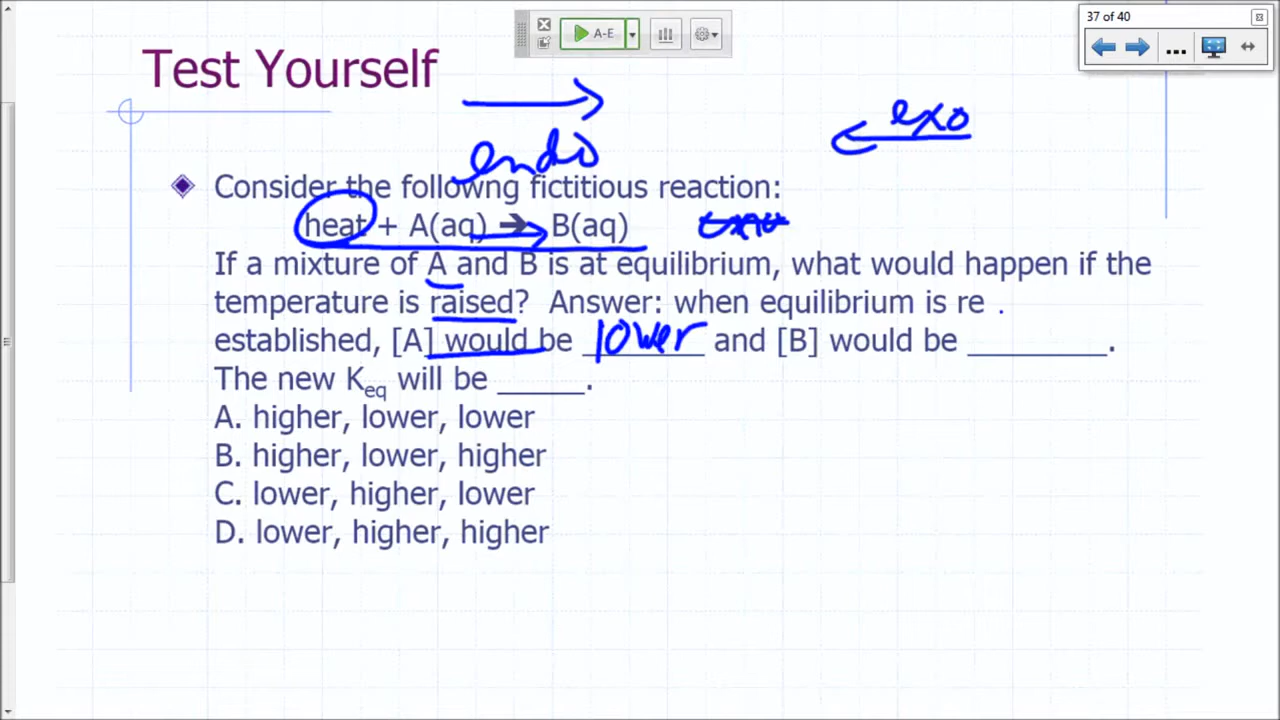 37 of 40
A-E
Test Yourself
exo
endo
Consider the followng fictitious reaction:
heat + A(aq) → B(aq)
If a mixture of A and B is at equilibrium, what would happen if the
temperature is raised? Answer: when equilibrium is re .
established, [A] would be lower and [B] would be _________.
The new Keq will be ______.
A. higher, lower, lower
B. higher, lower, higher
C. lower, higher, lower
D. lower, higher, higher